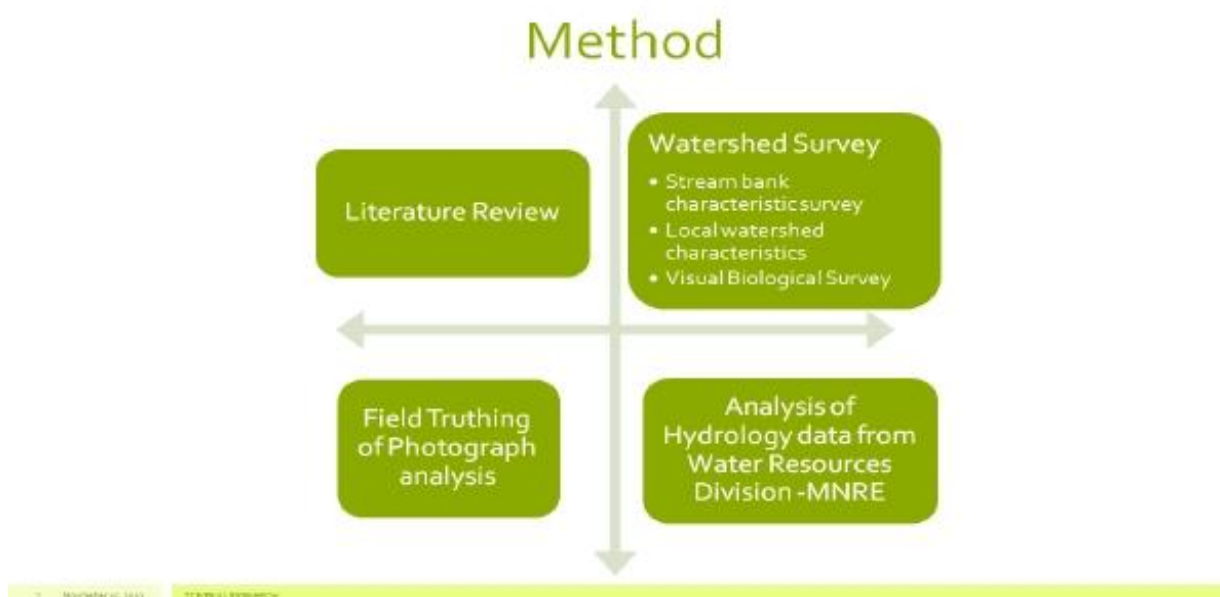 Method
Literature Review
Watershed Survey
• Stream bank
characteristic survey
• Local watershed
characteristics
• Visual Biological Survey
Field Truthing
of Photograph
analysis
Analysis of
Hydrology data from
Water Resources
Division -MNRE